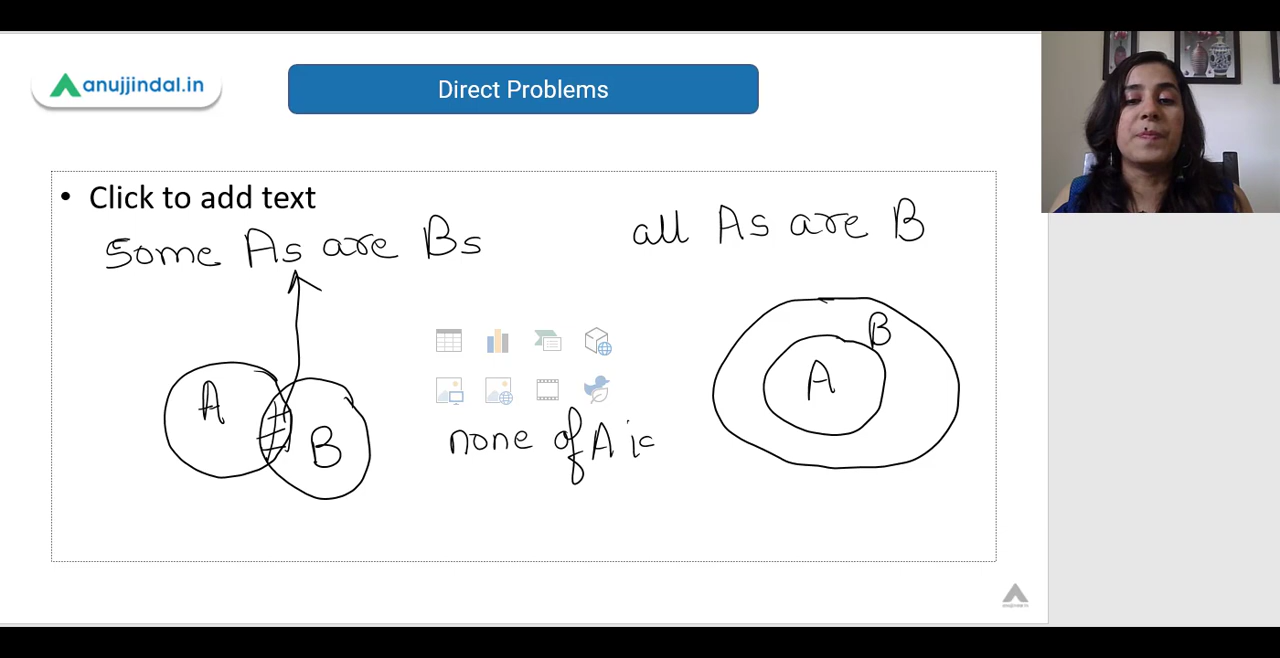 anujjindal.in
Direct Problems
• Click to add text
Some As are Bs
all As are B
A
B
B
A
none of A is